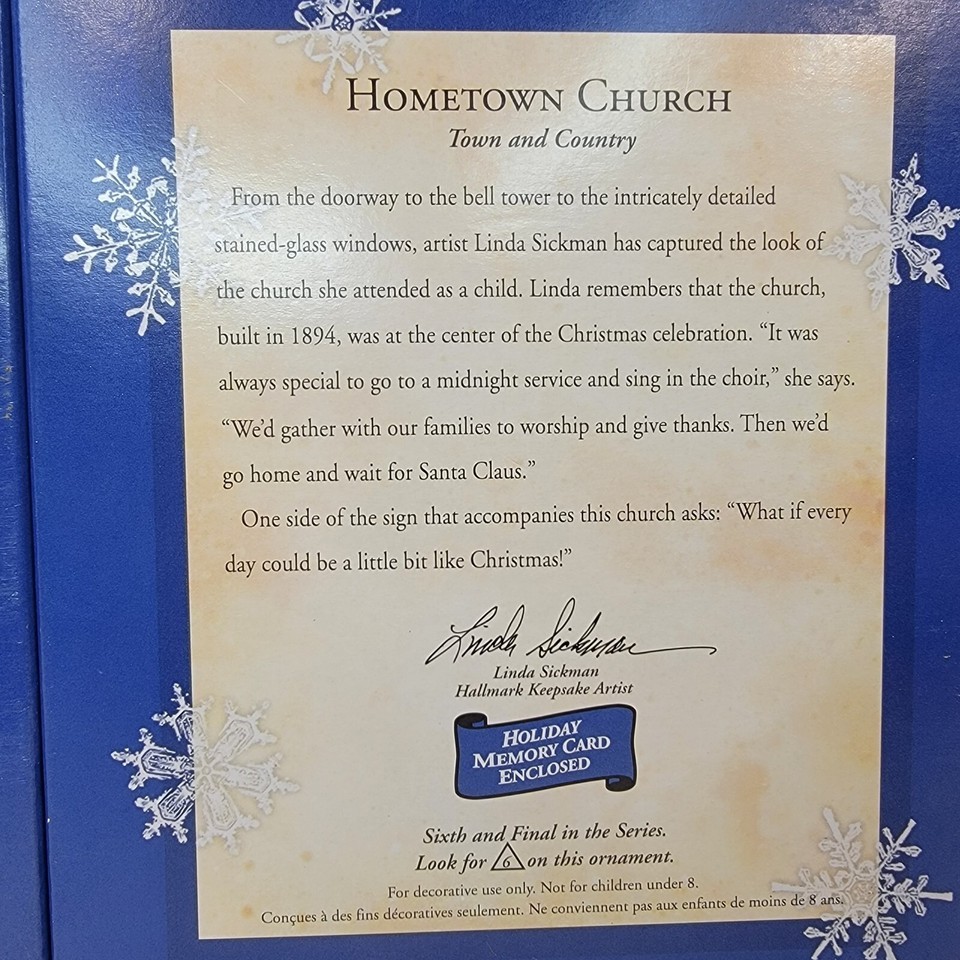 HOMETOWN CHURCH
Town and Country
From the doorway to the bell tower to the intricately detailed
stained-glass windows, artist Linda Sickman has captured the look of
the church she attended as a child. Linda remembers that the church,
built in 1894, was at the center of the Christmas celebration. “It was
always special to go to a midnight service and sing in the choir,” she says.
“We’d gather with our families to worship and give thanks. Then we’d
go home and wait for Santa Claus.”
One side of the sign that accompanies this church asks: “What if every
day could be a little bit like Christmas!”
Linda Sickman
Linda Sickman
Hallmark Keepsake Artist
HOLIDAY
MEMORY CARD
ENCLOSED
Sixth and Final in the Series.
Look for 6 on this ornament.
For decorative use only. Not for children under 8.
Conçues à des fins décoratives seulement. Ne conviennent pas aux enfants de moins de 8 ans.